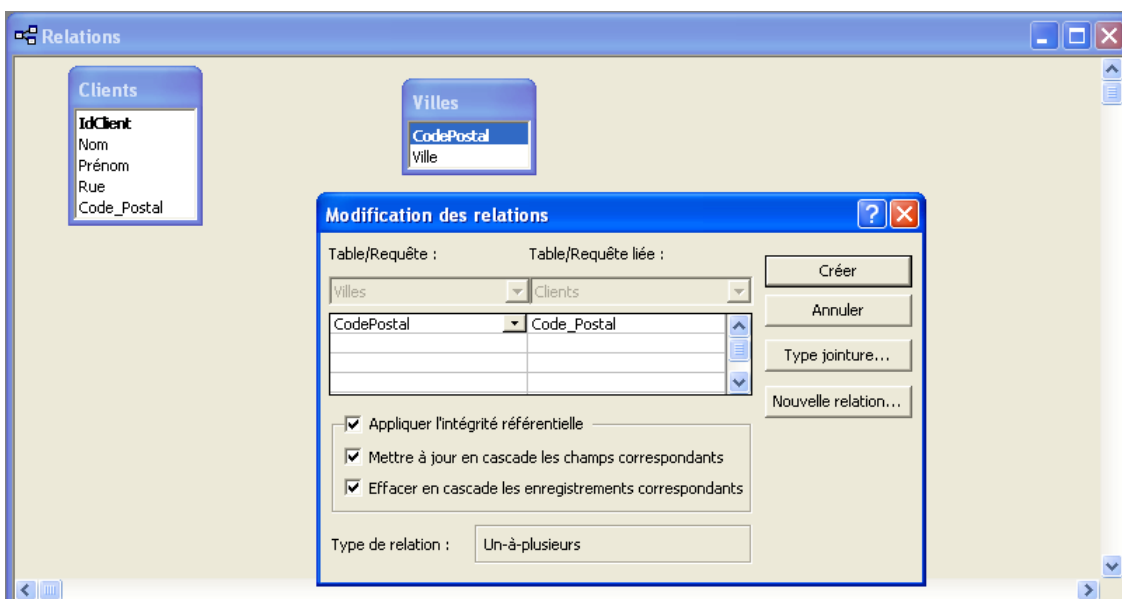 Relations
Clients
IdClient
Nom
Prénom
Rue
Code_Postal
Villes
CodePostal
Ville
Modification des relations
Table/Requête : Table/Requête liée :
Villes Clients
CodePostal Code_Postal
Créer
Annuler
Type jointure...
Nouvelle relation...
Appliquer l'intégrité référentielle
Mettre à jour en cascade les champs correspondants
Effacer en cascade les enregistrements correspondants
Type de relation : Un-à-plusieurs